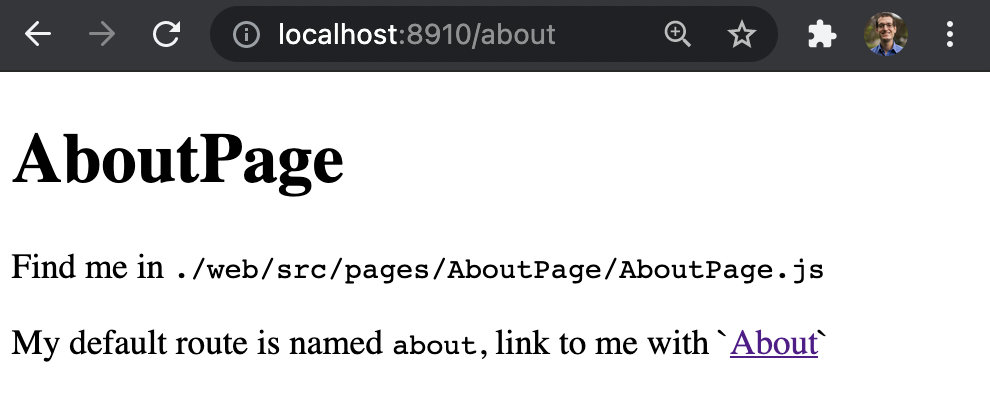 localhost:8910/about
AboutPage
Find me in ./web/src/pages/AboutPage/AboutPage.js
My default route is named about, link to me with `About`